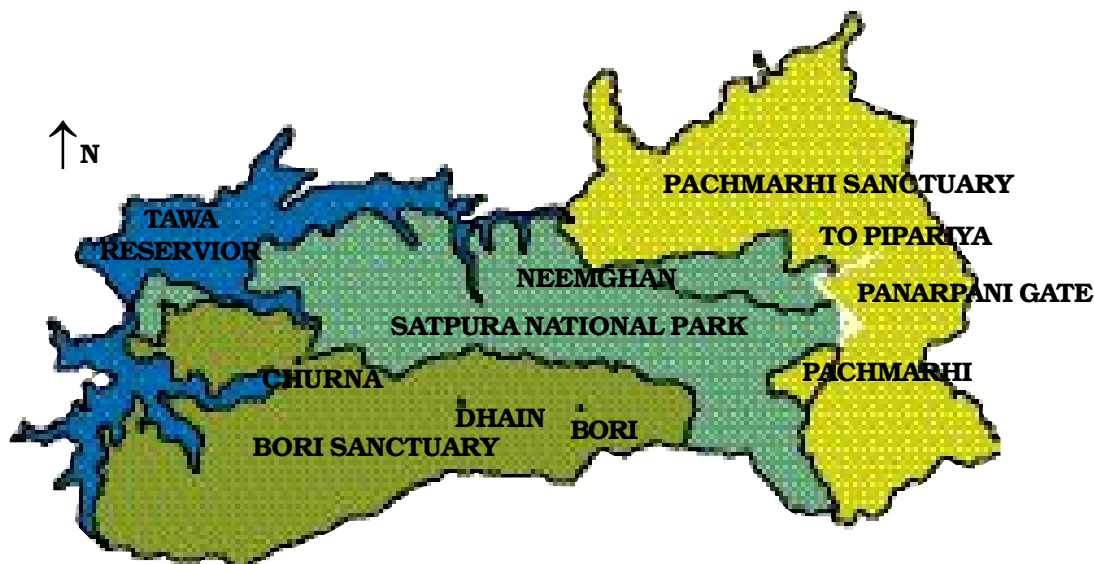 N
PACHMARHI SANCTUARY
TAWA
RESERVIOR
TO PIPARIYA
NEEMGHAN
PANARPANI GATE
SATPURA NATIONAL PARK
CHURNA
PACHMARHI
DHAIN
BORI
BORI SANCTUARY